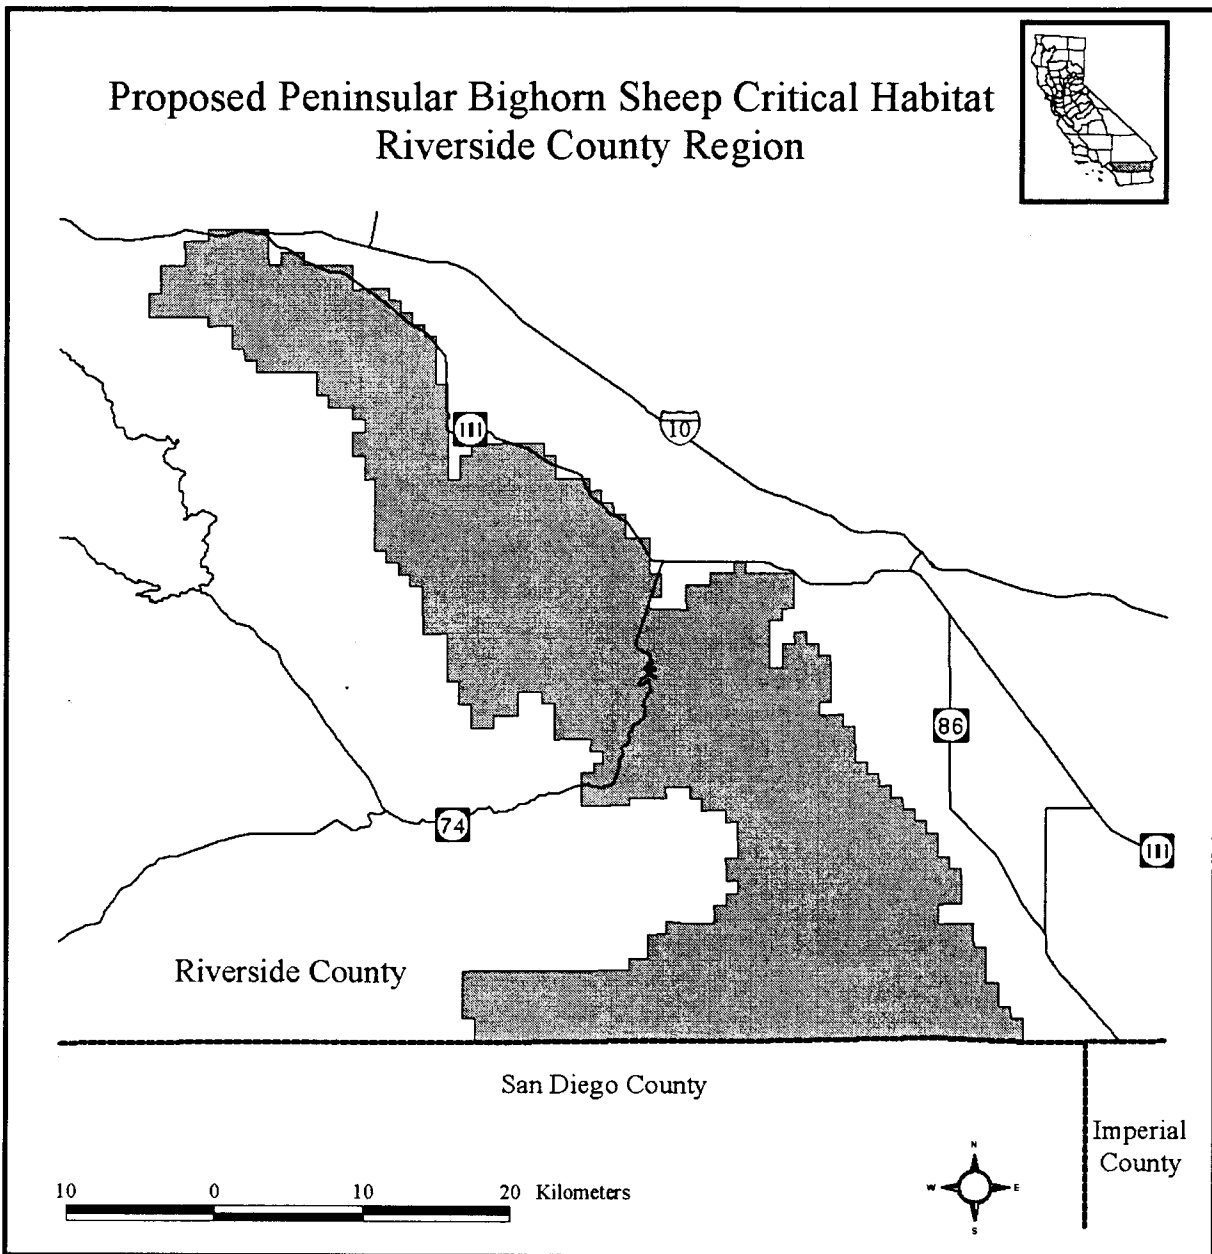 Proposed Peninsular Bighorn Sheep Critical Habitat
Riverside County Region
111
10
86
74
111
Riverside County
San Diego County
Imperial
County
N
W E
S
10 0 10 20 Kilometers